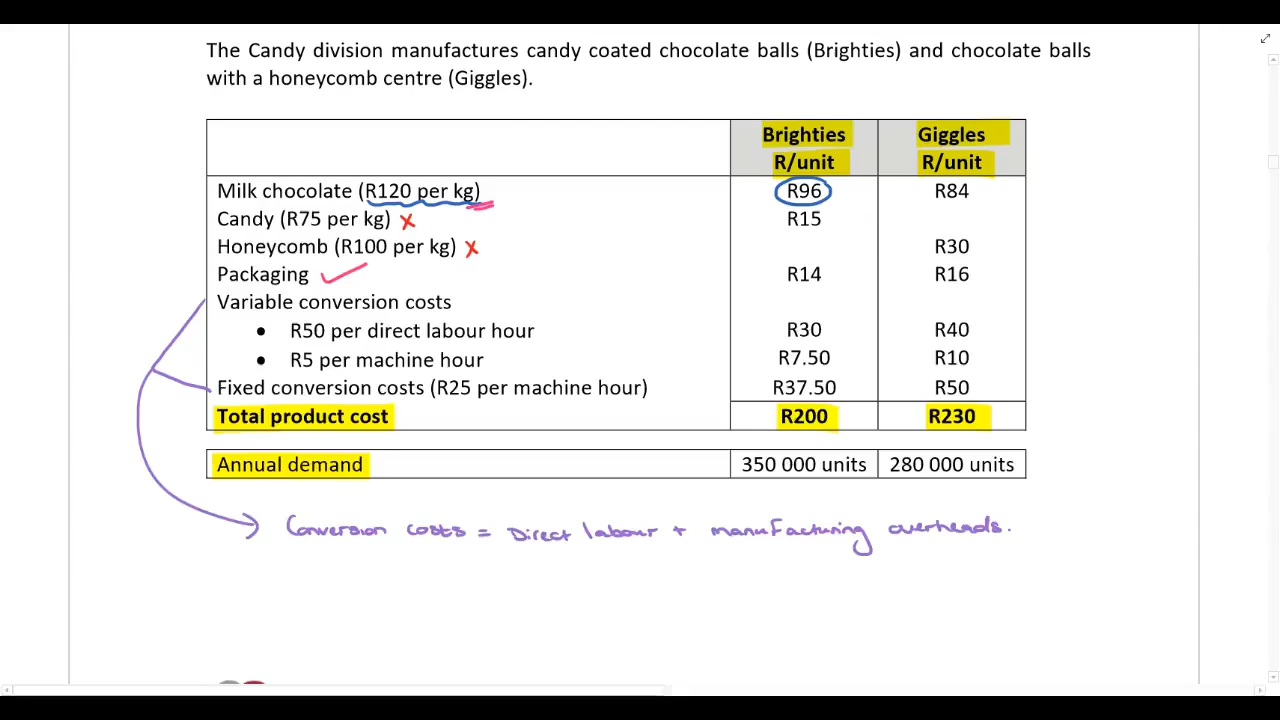 The Candy division manufactures candy coated chocolate balls (Brighties) and chocolate balls
with a honeycomb centre (Giggles).
Brighties Giggles
R/unit R/unit
Milk chocolate (R120 per kg) R96 R84
Candy (R75 per kg) R15
Honeycomb (R100 per kg) R30
Packaging R14 R16
Variable conversion costs
• R50 per direct labour hour R30 R40
• R5 per machine hour R7.50 R10
Fixed conversion costs (R25 per machine hour) R37.50 R50
Total product cost R200 R230
Annual demand 350 000 units 280 000 units
Conversion costs = Direct labour + manufacturing overheads.